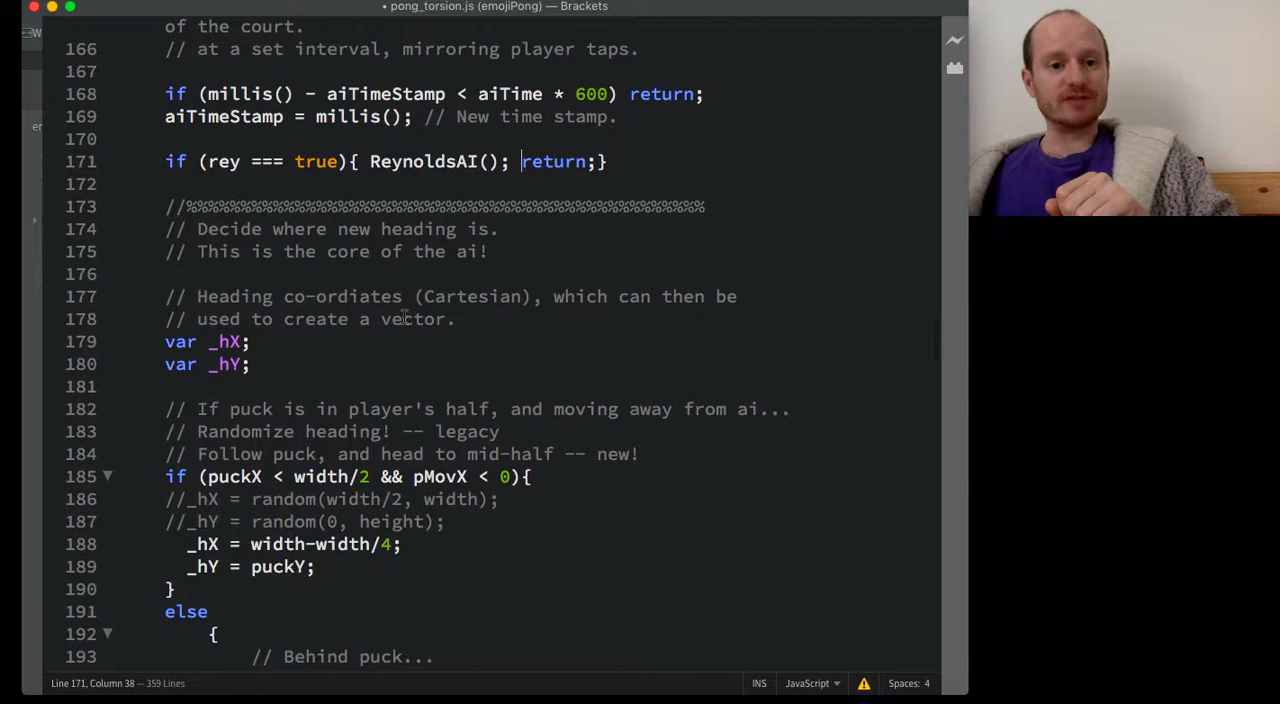 • pong_torsion.js (emojiPong) — Brackets
W
er
of the court.
166 // at a set interval, mirroring player taps.
167
168 if (millis() - aiTimeStamp < aiTime * 600) return;
169 aiTimeStamp = millis(); // New time stamp.
170
171 if (rey === true){ ReynoldsAI(); return;}
172
173 //%%%%%%%%%%%%%%%%%%%%%%%%%%%%%%%%%%%%%%%%%%%%%%%%
174 // Decide where new heading is.
175 // This is the core of the ai!
176
177 // Heading co-ordiates (Cartesian), which can then be
178 // used to create a vector.
179 var _hX;
180 var _hY;
181
182 // If puck is in player's half, and moving away from ai...
183 // Randomize heading! -- legacy
184 // Follow puck, and head to mid-half -- new!
185 if (puckX < width/2 && pMovX < 0){
186 //_hX = random(width/2, width);
187 //_hY = random(0, height);
188 _hX = width-width/4;
189 _hY = puckY;
190 }
191 else
192 {
193 // Behind puck...
Line 171, Column 38 — 359 Lines
INS
JavaScript
Spaces: 4